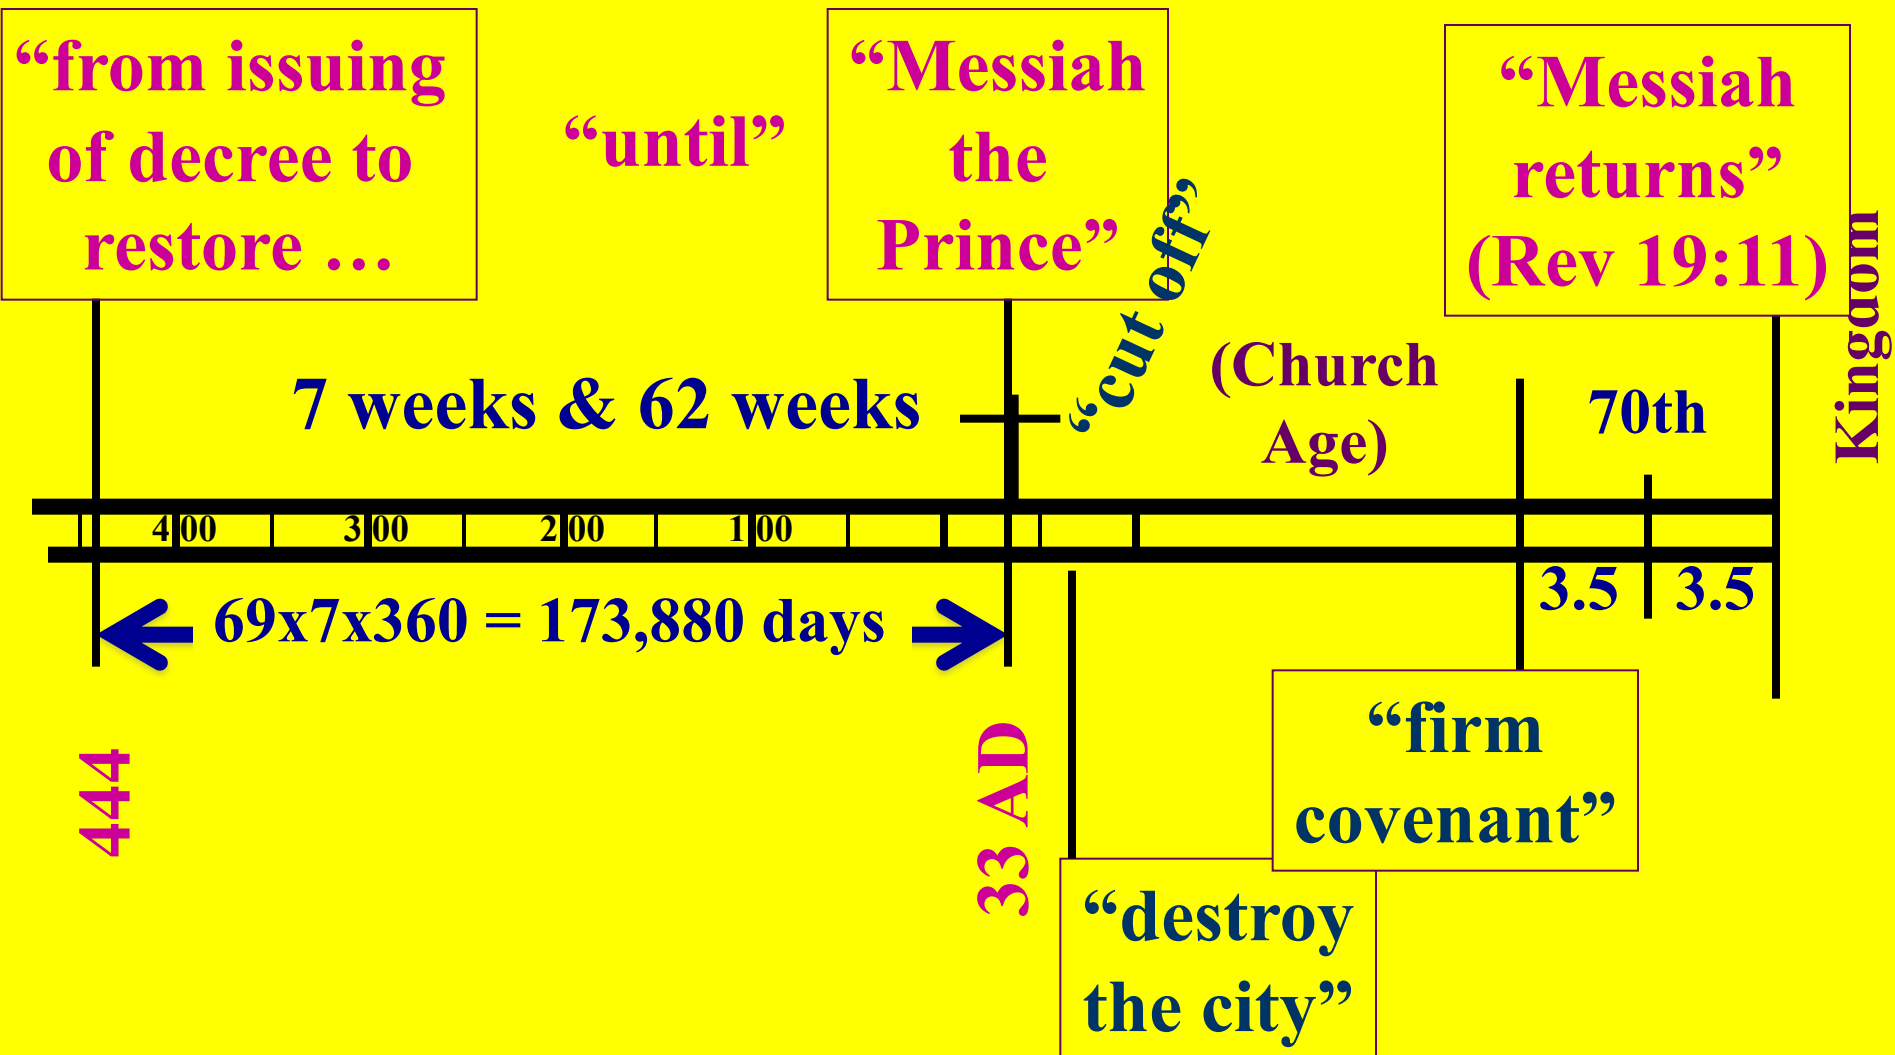 “from issuing
of decree to
restore …
“until”
“Messiah
the
Prince”
“cut off”
“Messiah
returns”
(Rev 19:11)
Kingdom
7 weeks & 62 weeks
(Church
Age)
70th
400
300
200
100
69x7x360 = 173,880 days
3.5
3.5
444
33 AD
“firm
covenant”
“destroy
the city”